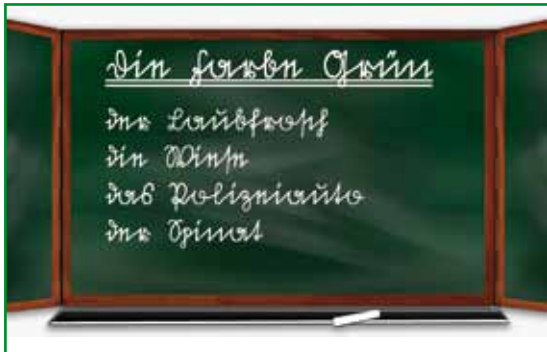 Die Farbe Grün
der Laubfrosch
die Wiese
das Polizeiauto
der Spinat